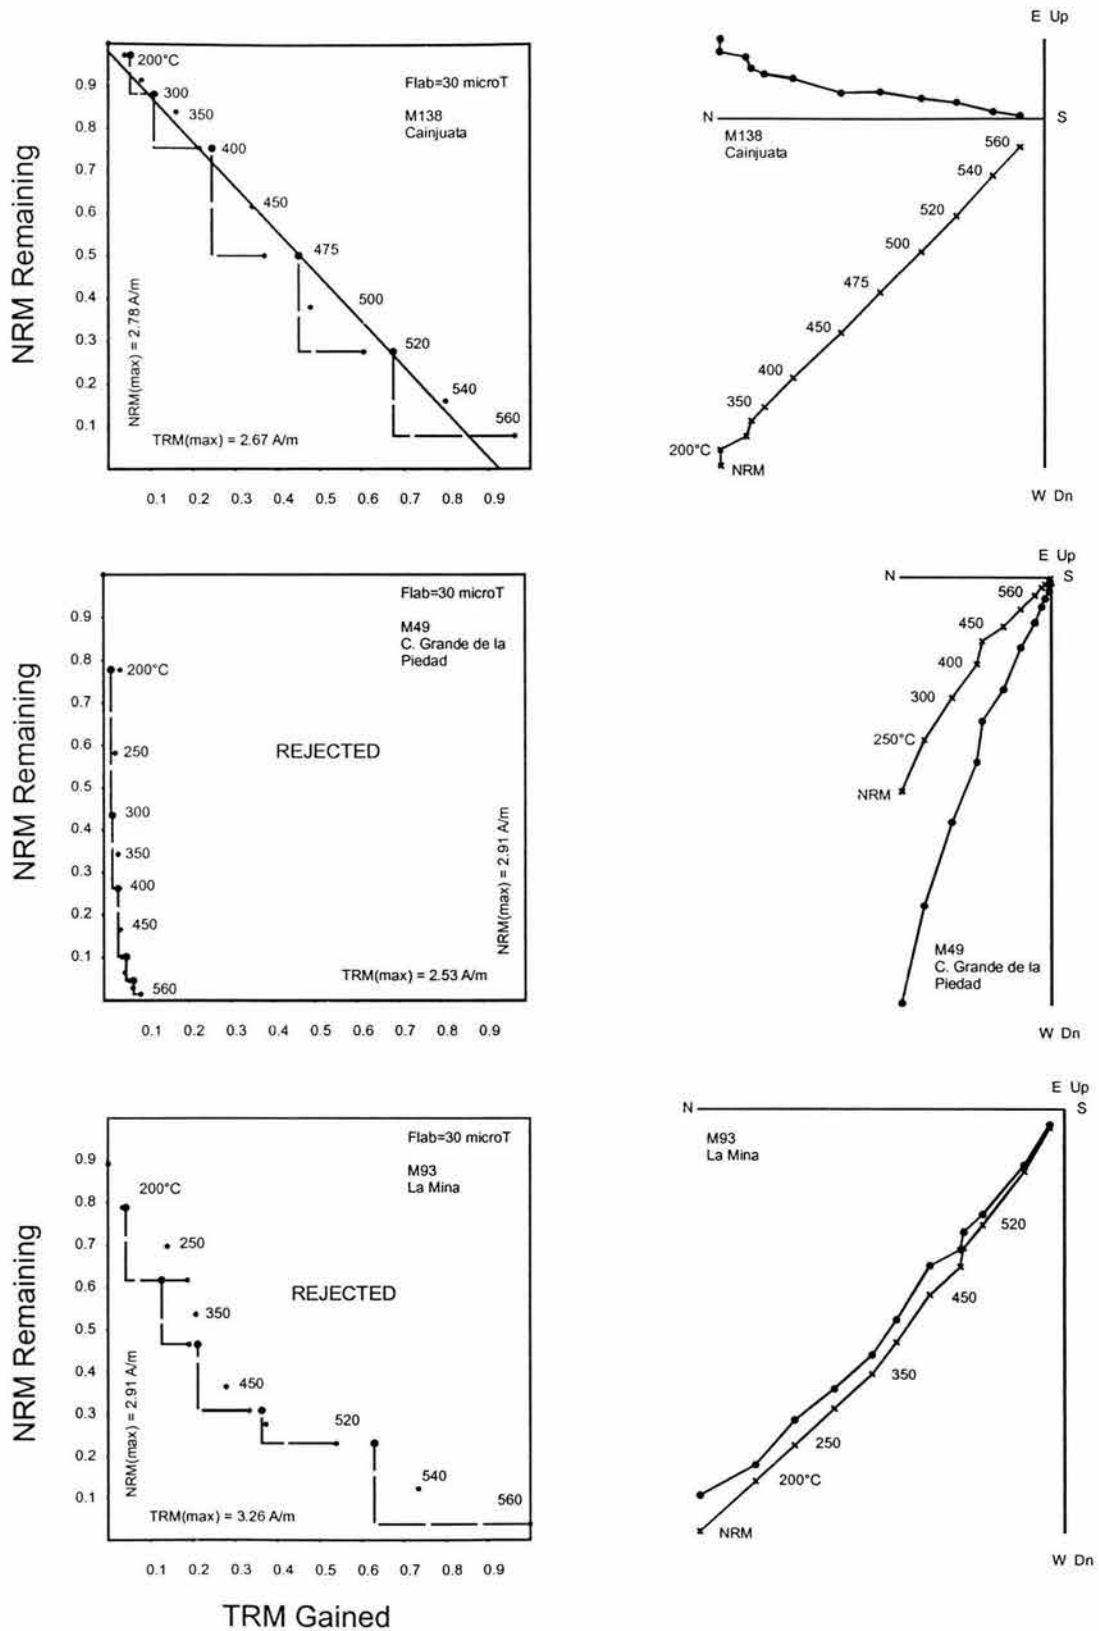 NRM Remaining
0.9
0.8
0.7
0.6
0.5
0.4
0.3
0.2
0.1
200°C
300
350
400
450
475
500
520
540
560
Flab=30 microT
M138
Cainjuata
NRM(max) = 2.78 A/m
TRM(max) = 2.67 A/m
0.1 0.2 0.3 0.4 0.5 0.6 0.7 0.8 0.9
E Up
N
S
M138
Cainjuata
560
540
520
500
475
450
400
350
200°C
NRM
W Dn
NRM Remaining
0.9
0.8
0.7
0.6
0.5
0.4
0.3
0.2
0.1
Flab=30 microT
M49
C. Grande de la
Piedad
200°C
250
300
350
400
450
560
REJECTED
NRM(max) = 2.91 A/m
TRM(max) = 2.53 A/m
0.1 0.2 0.3 0.4 0.5 0.6 0.7 0.8 0.9
E Up
N
S
560
450
400
300
250°C
NRM
M49
C. Grande de la
Piedad
W Dn
NRM Remaining
0.9
0.8
0.7
0.6
0.5
0.4
0.3
0.2
0.1
Flab=30 microT
M93
La Mina
200°C
250
REJECTED
350
450
520
540
560
NRM(max) = 2.91 A/m
TRM(max) = 3.26 A/m
0.1 0.2 0.3 0.4 0.5 0.6 0.7 0.8 0.9
TRM Gained
E Up
N
S
M93
La Mina
520
450
350
250
200°C
NRM
W Dn